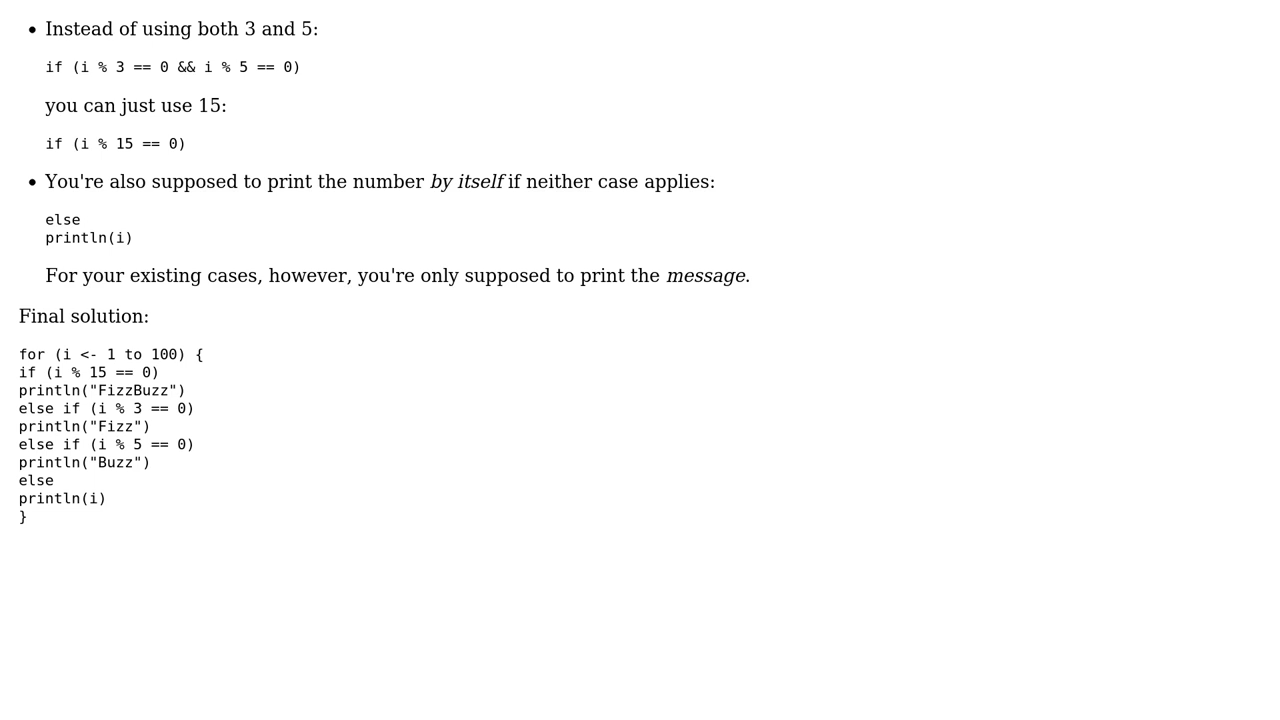 Instead of using both 3 and 5:
if (i % 3 == 0 && i % 5 == 0)
you can just use 15:
if (i % 15 == 0)
You're also supposed to print the number by itself if neither case applies:
else
println(i)
For your existing cases, however, you're only supposed to print the message.
Final solution:
for (i <- 1 to 100) {
if (i % 15 == 0)
println("FizzBuzz")
else if (i % 3 == 0)
println("Fizz")
else if (i % 5 == 0)
println("Buzz")
else
println(i)
}